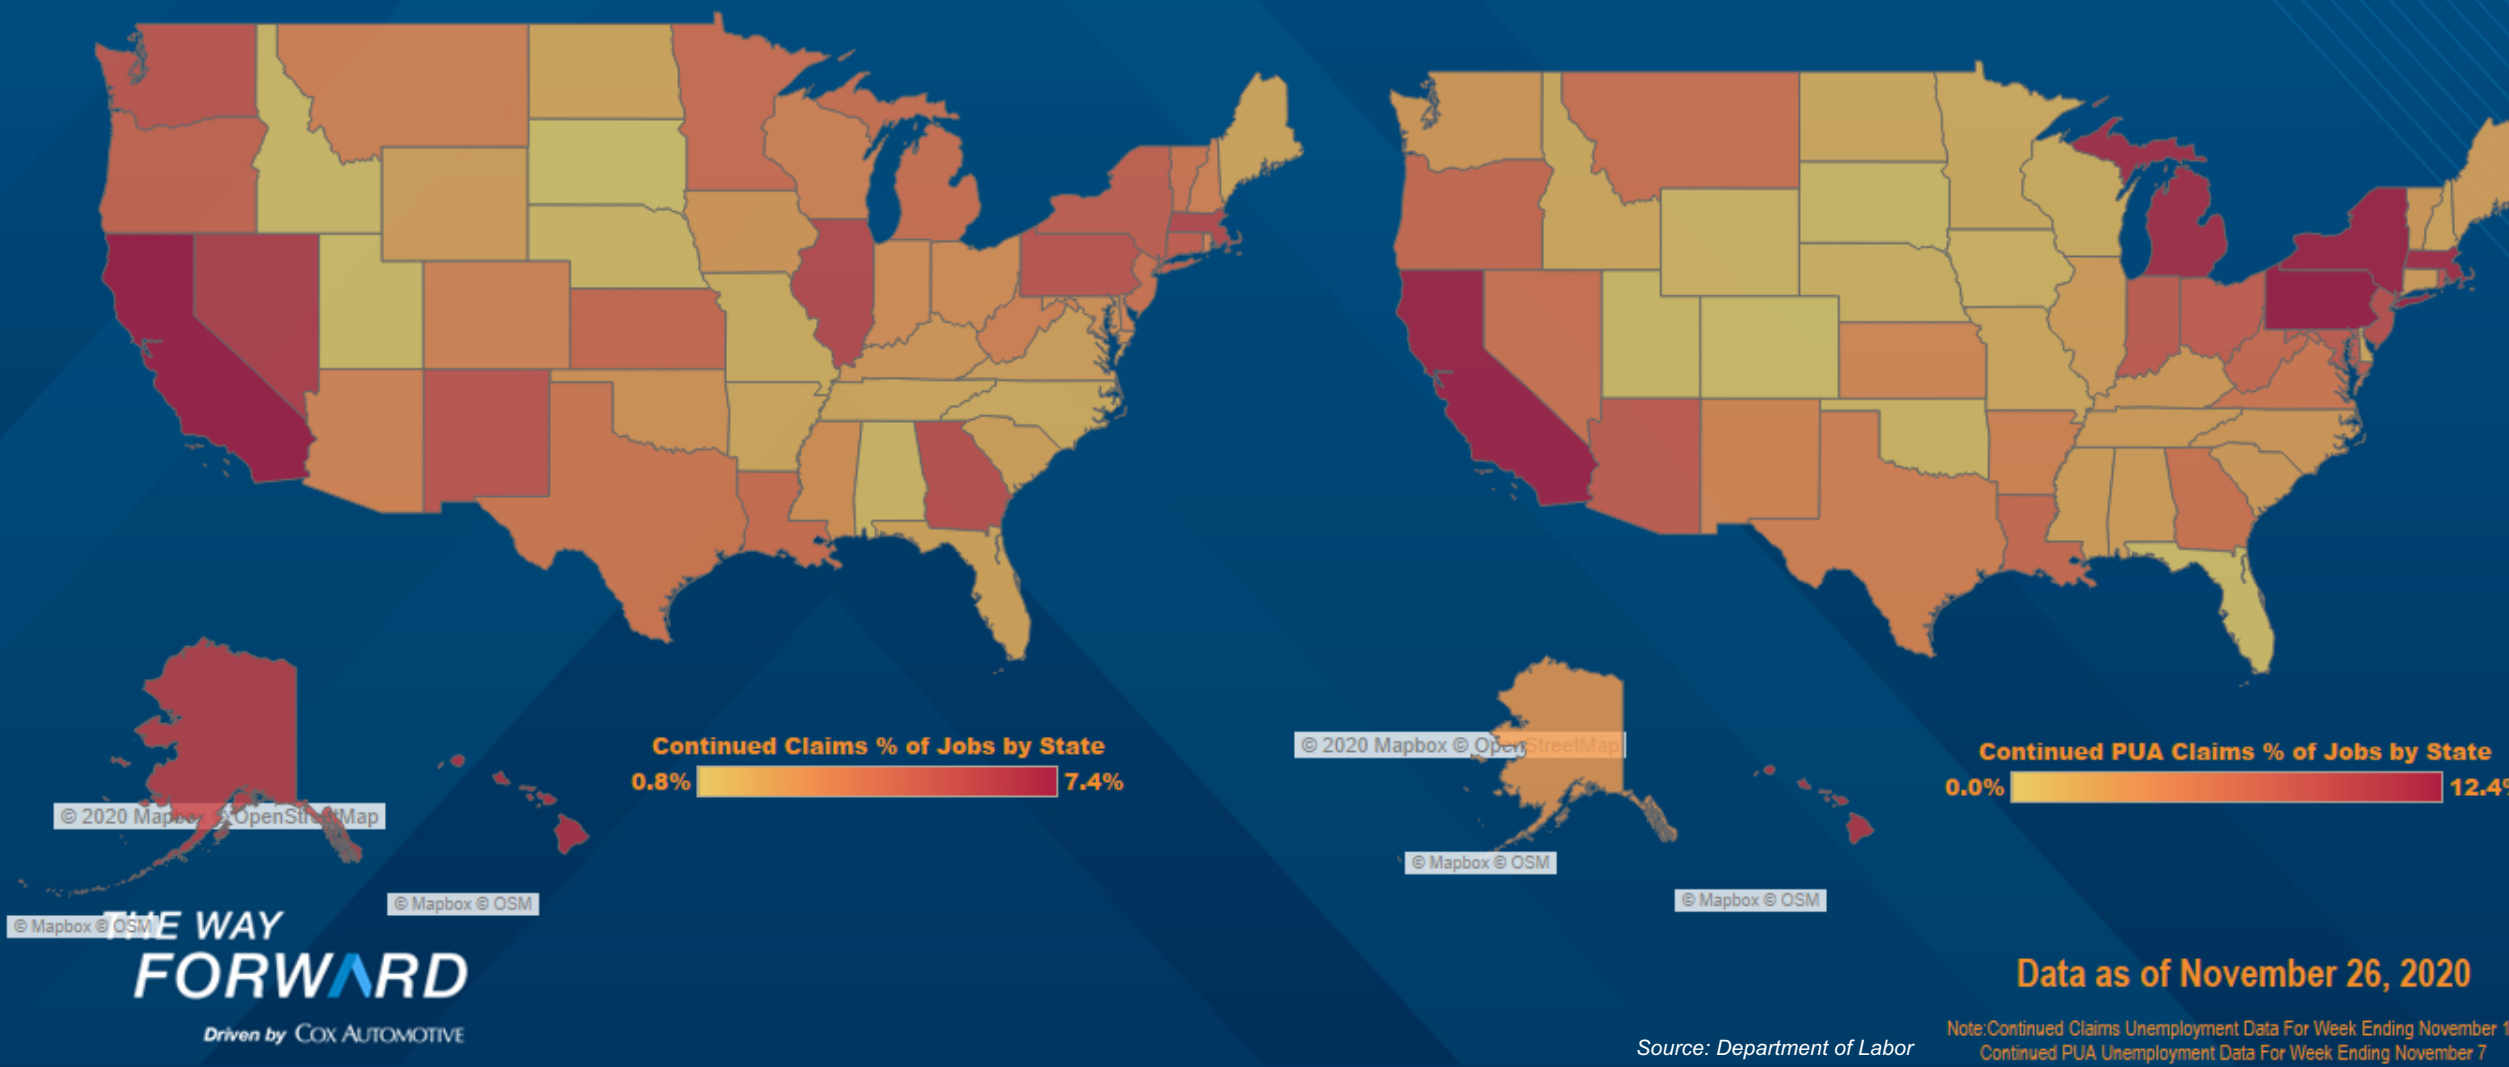 Continued Claims % of Jobs by State
0.8% 7.4%
© 2020 Mapbox © OpenStreetMap
© Mapbox © OSM
© Mapbox © OSM
© 2020 Mapbox © OpenStreetMap
© Mapbox © OSM
© Mapbox © OSM
Continued PUA Claims % of Jobs by State
0.0% 12.4%
THE WAY
FORWARD
Driven by COX AUTOMOTIVE
Data as of November 26, 2020
Note:Continued Claims Unemployment Data For Week Ending November
Continued PUA Unemployment Data For Week Ending November 7
Source: Department of Labor